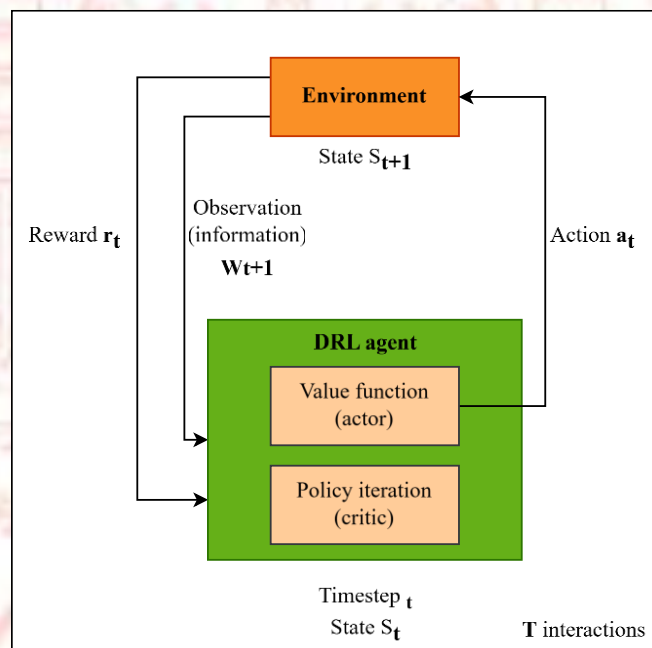 Environment
State St+1
Observation
(information)
Wt+1
Reward rt
Action at
DRL agent
Value function
(actor)
Policy iteration
(critic)
Timestep t
State St
T interactions